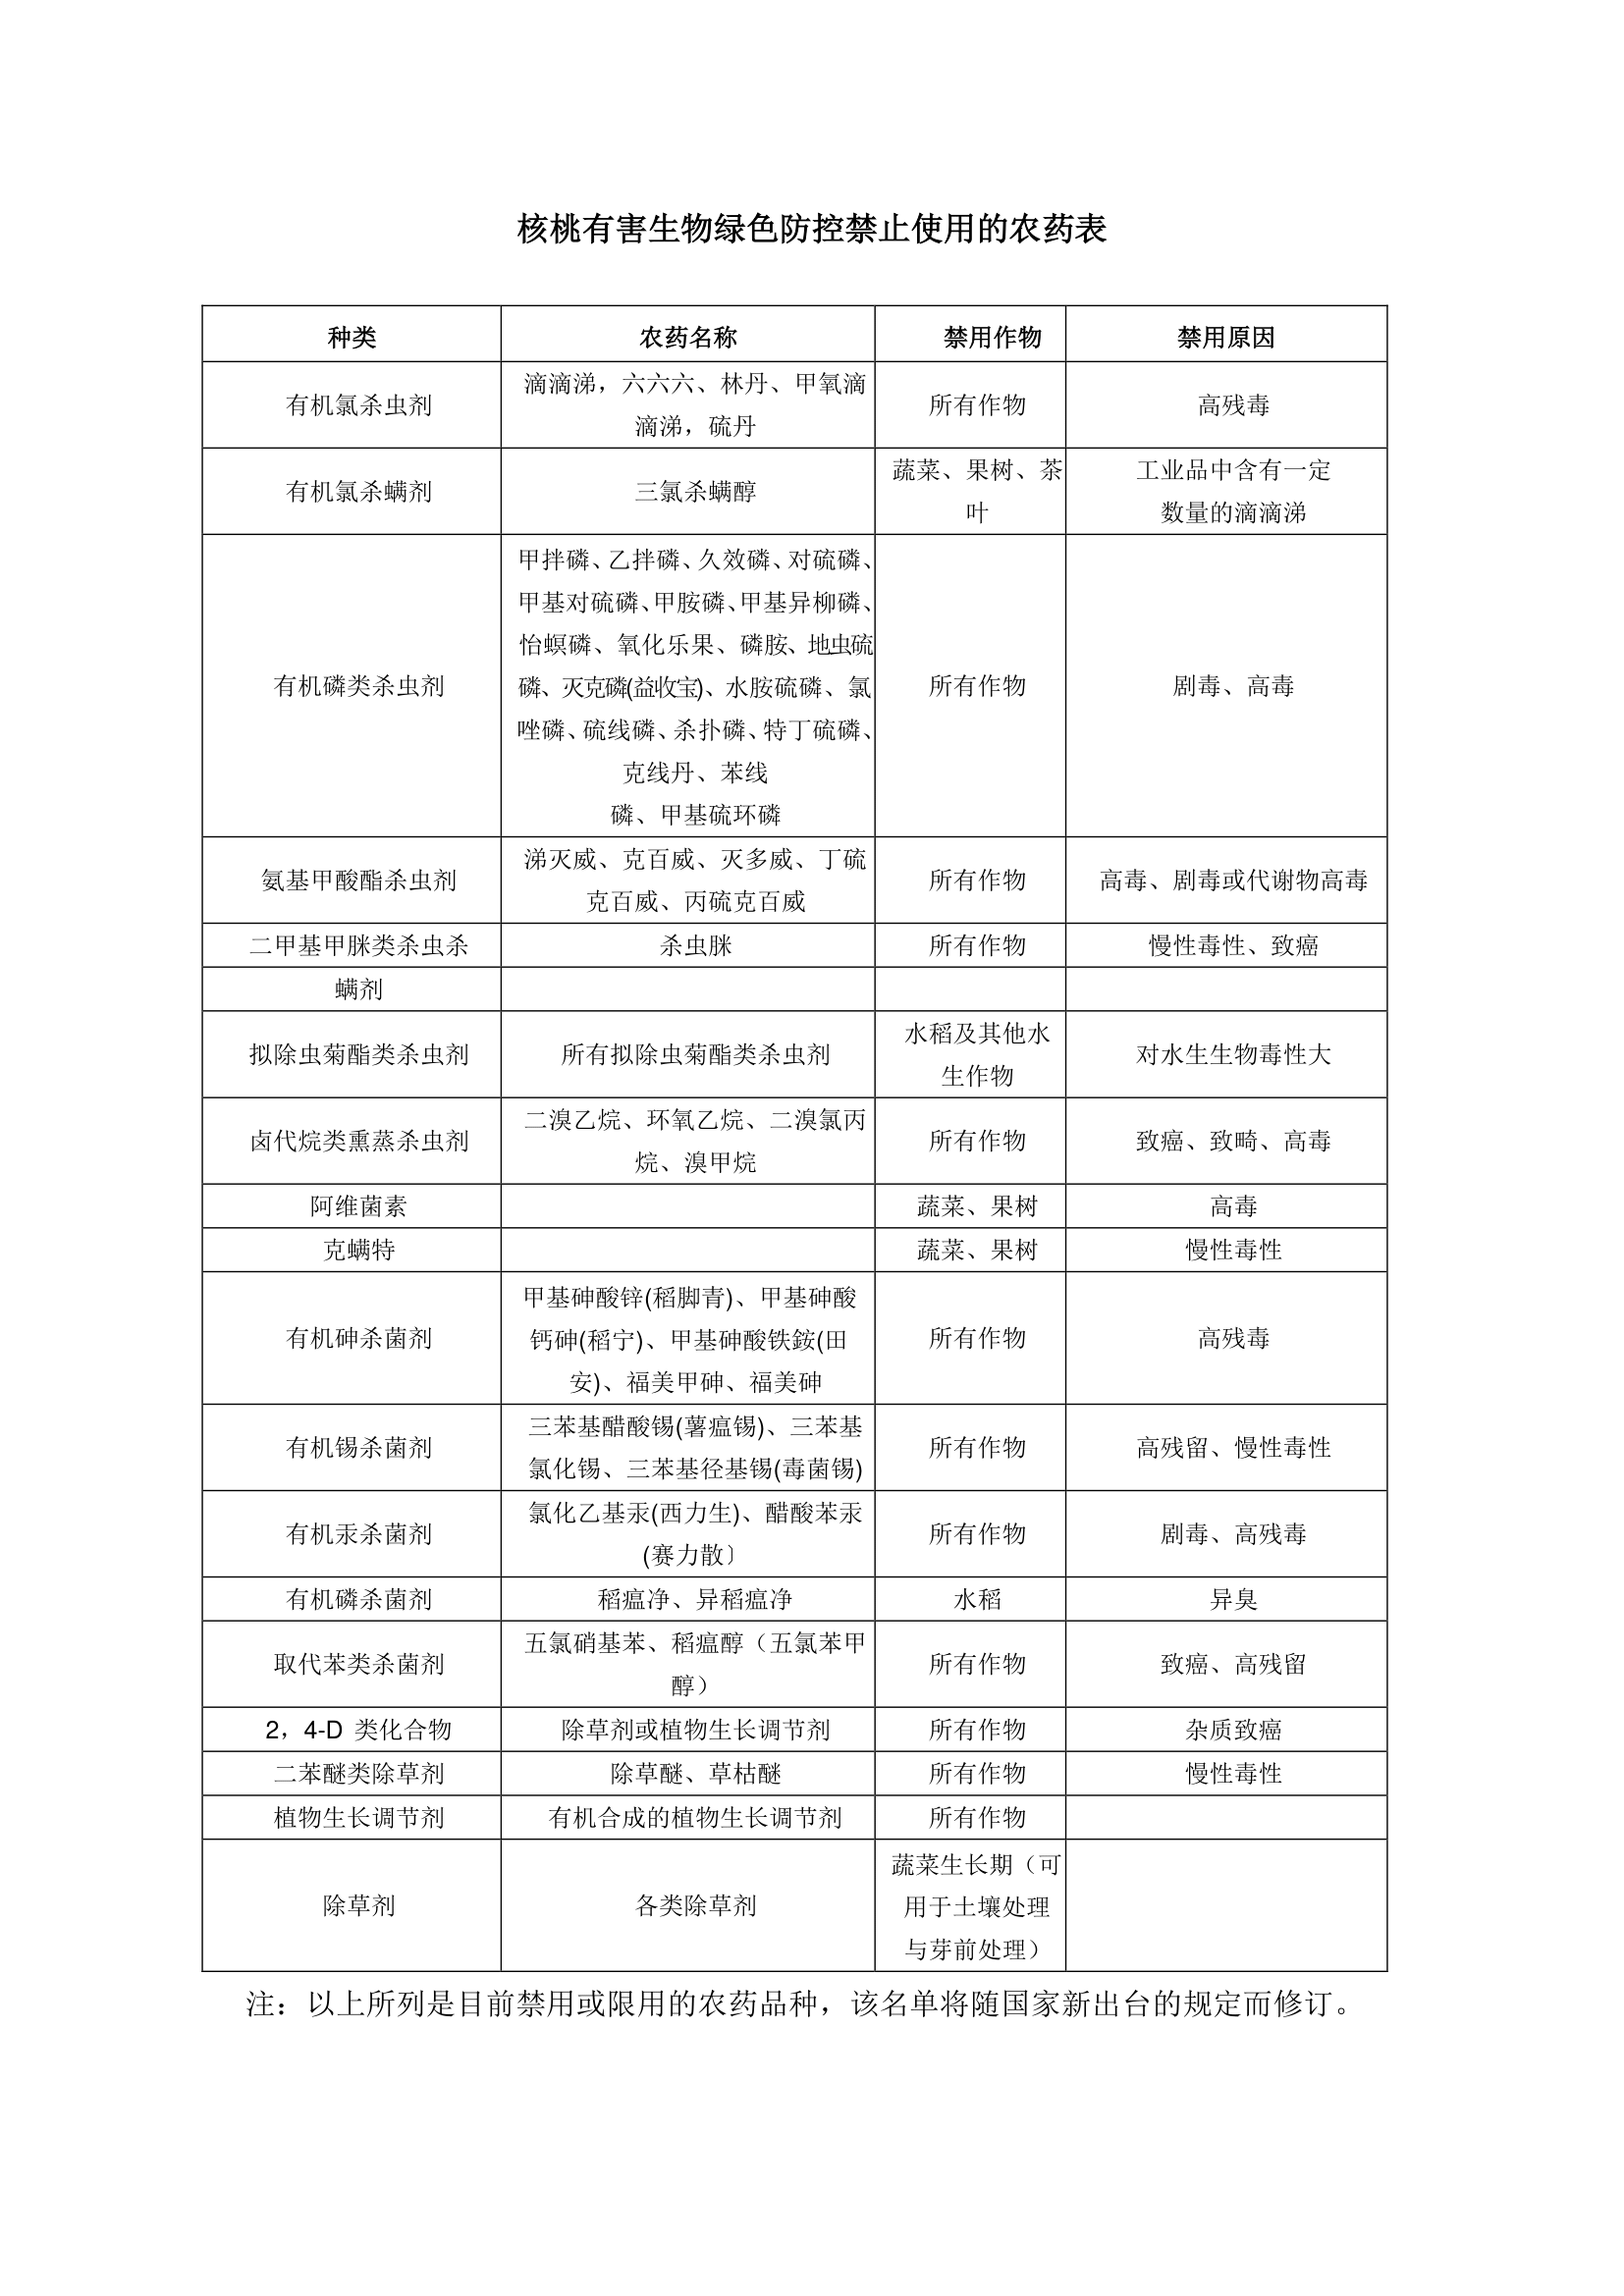 核桃有害生物绿色防控禁止使用的农药表
种类 农药名称 禁用作物 禁用原因
有机氯杀虫剂
滴滴涕，六六六、林丹、甲氧滴
滴涕，硫丹
所有作物
高残毒
有机氯杀螨剂
三氯杀螨醇
蔬菜、果树、茶
叶
工业品中含有一定
数量的滴滴涕
有机磷类杀虫剂
甲拌磷、乙拌磷、久效磷、对硫磷、
甲基对硫磷、甲胺磷、甲基异柳磷、
怡螟磷、氧化乐果、磷胺、地虫硫
磷、灭克磷(益收宝)、水胺硫磷、氯
唑磷、硫线磷、杀扑磷、特丁硫磷、
克线丹、苯线
磷、甲基硫环磷
所有作物
剧毒、高毒
氨基甲酸酯杀虫剂
涕灭威、克百威、灭多威、丁硫
克百威、丙硫克百威
所有作物
高毒、剧毒或代谢物高毒
二甲基甲脒类杀虫杀 杀虫脒 所有作物 慢性毒性、致癌
螨剂
拟除虫菊酯类杀虫剂
所有拟除虫菊酯类杀虫剂
水稻及其他水
生作物
对水生生物毒性大
卤代烷类熏蒸杀虫剂
二溴乙烷、环氧乙烷、二溴氯丙
烷、溴甲烷
所有作物
致癌、致畸、高毒
阿维菌素 蔬菜、果树 高毒
克螨特 蔬菜、果树 慢性毒性
有机砷杀菌剂
甲基砷酸锌(稻脚青)、甲基砷酸
钙砷(稻宁)、甲基砷酸铁銨(田
安)、福美甲砷、福美砷
所有作物
高残毒
有机锡杀菌剂
三苯基醋酸锡(薯瘟锡)、三苯基
氯化锡、三苯基径基锡(毒菌锡)
所有作物
高残留、慢性毒性
有机汞杀菌剂
氯化乙基汞(西力生)、醋酸苯汞
(赛力散〕
所有作物
剧毒、高残毒
有机磷杀菌剂 稻瘟净、异稻瘟净 水稻 异臭
取代苯类杀菌剂
五氯硝基苯、稻瘟醇（五氯苯甲
醇）
所有作物
致癌、高残留
2，4-D 类化合物 除草剂或植物生长调节剂 所有作物 杂质致癌
二苯醚类除草剂 除草醚、草枯醚 所有作物 慢性毒性
植物生长调节剂 有机合成的植物生长调节剂 所有作物
除草剂
各类除草剂
蔬菜生长期（可
用于土壤处理
与芽前处理）
注：以上所列是目前禁用或限用的农药品种，该名单将随国家新出台的规定而修订。